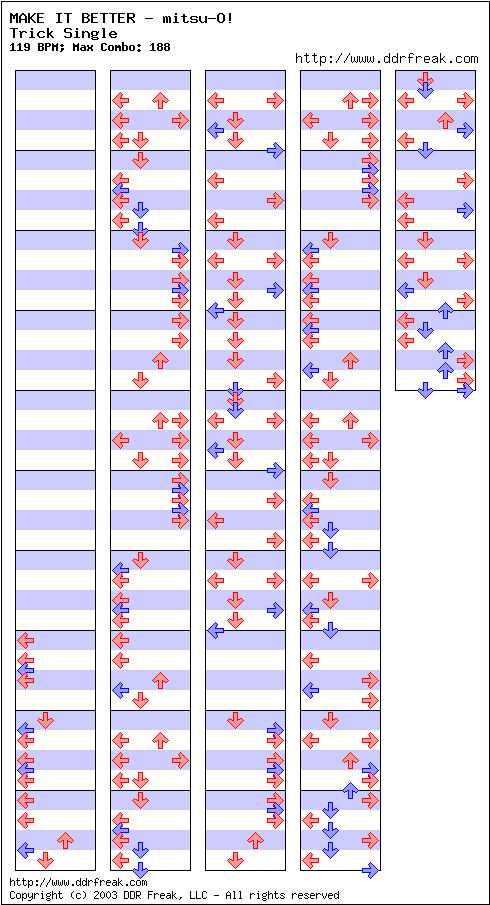 MAKE IT BETTER - mitsu-O!
Trick Single
119 BPM; Max Combo: 188
http://www.ddrfreak.com
http://www.ddrfreak.com
Copyright (c) 2003 DDR Freak, LLC - All rights reserved